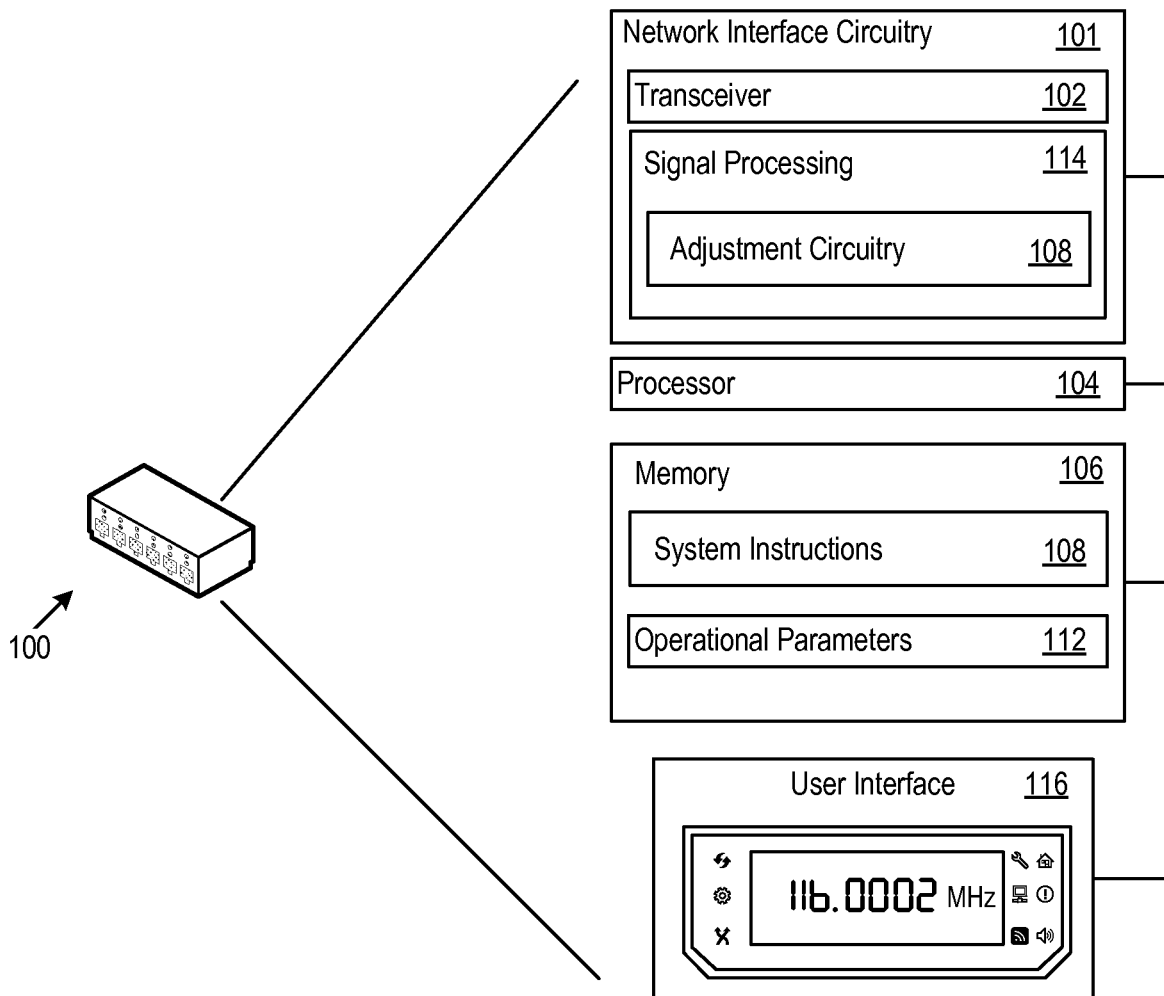 Network Interface Circuitry 101
Transceiver 102
Signal Processing 114
Adjustment Circuitry 108
Processor 104
Memory 106
System Instructions 108
Operational Parameters 112
100
User Interface 116
116.0002 MHz